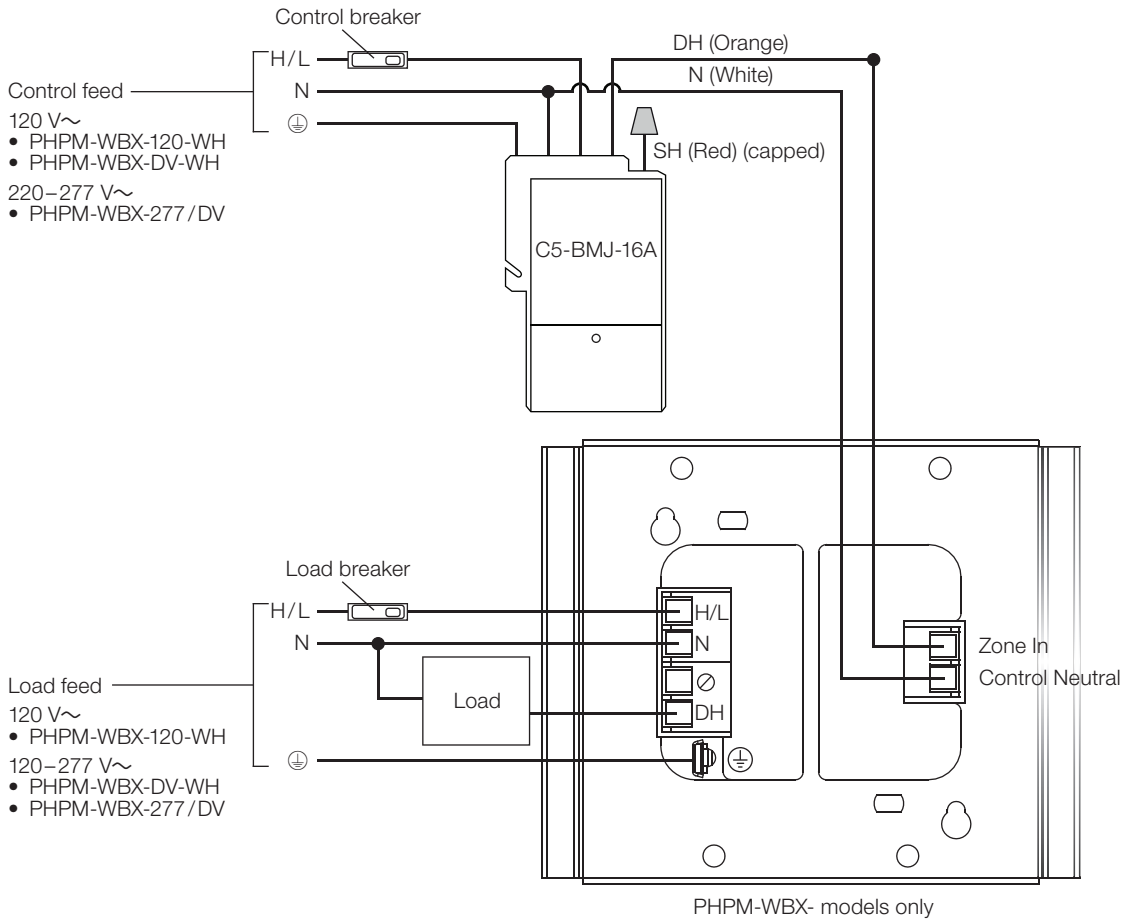 Control breaker
H/L
N
Control feed
120 V~
• PHPM-WBX-120-WH
• PHPM-WBX-DV-WH
220–277 V~
• PHPM-WBX-277/DV
DH (Orange)
N (White)
SH (Red) (capped)
C5-BMJ-16A
Load breaker
H/L
N
Load feed
120 V~
• PHPM-WBX-120-WH
120–277 V~
• PHPM-WBX-DV-WH
• PHPM-WBX-277/DV
Load
H/L
N
DH
Zone In
Control Neutral
PHPM-WBX- models only